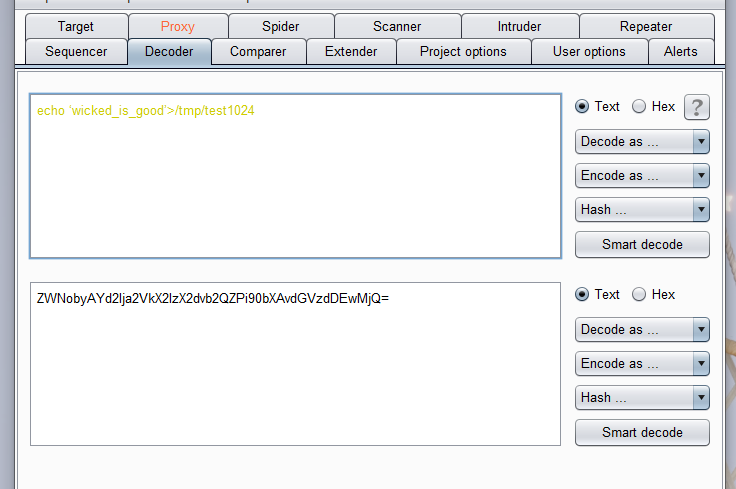 Target Proxy Spider Scanner Intruder Repeater
Sequencer Decoder Comparer Extender Project options User options Alerts
echo 'wicked_is_good'>/tmp/test1024
Text Hex ?
Decode as ...
Encode as ...
Hash ...
Smart decode
ZWNobyAYd2lja2VkX2lzX2dvb2QZPi90bXAvdGVzdDEwMjQ=
Text Hex
Decode as ...
Encode as ...
Hash ...
Smart decode